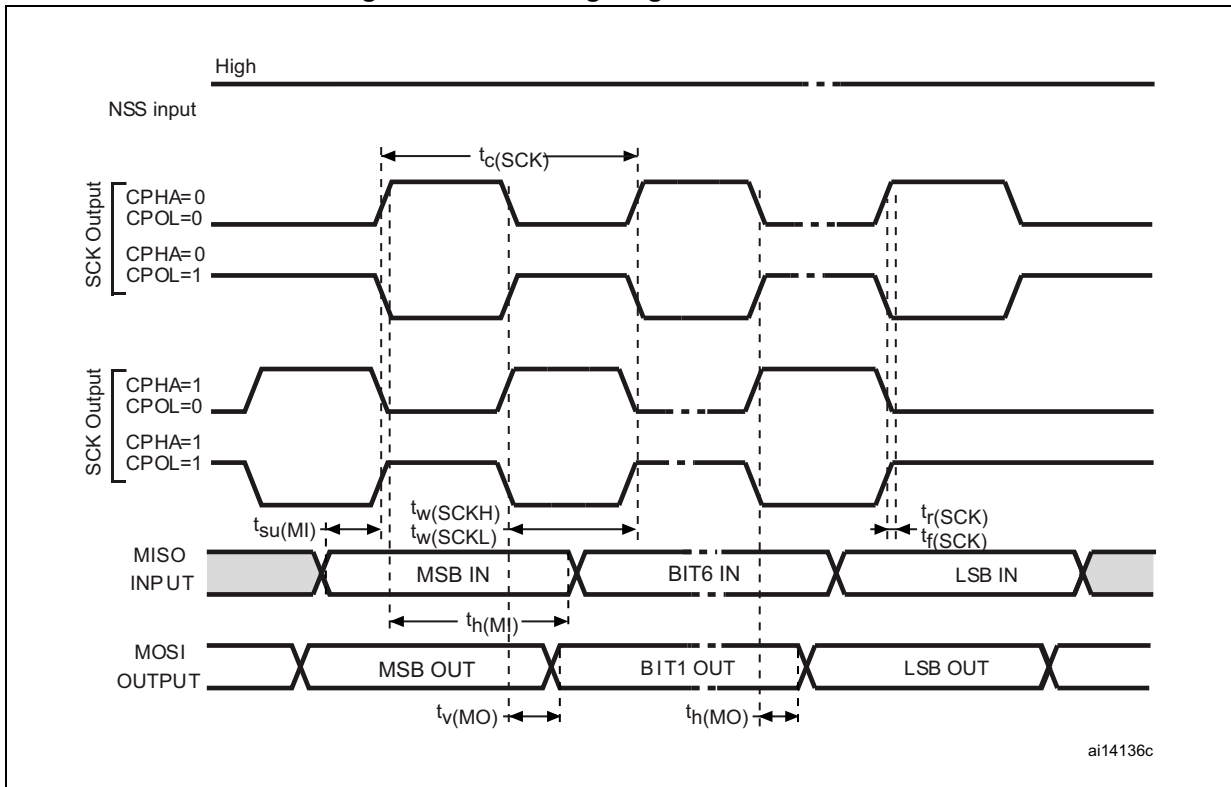 High
NSS input
tc(SCK)
SCK Output
CPHA=0
CPOL=0
CPHA=0
CPOL=1
SCK Output
CPHA=1
CPOL=0
CPHA=1
CPOL=1
tsu(MI)
tw(SCKH)
tw(SCKL)
tr(SCK)
tf(SCK)
MISO
INPUT
MSB IN
BIT6 IN
LSB IN
th(MI)
MOSI
OUTPUT
MSB OUT
BIT1 OUT
LSB OUT
tv(MO)
th(MO)
ai14136c